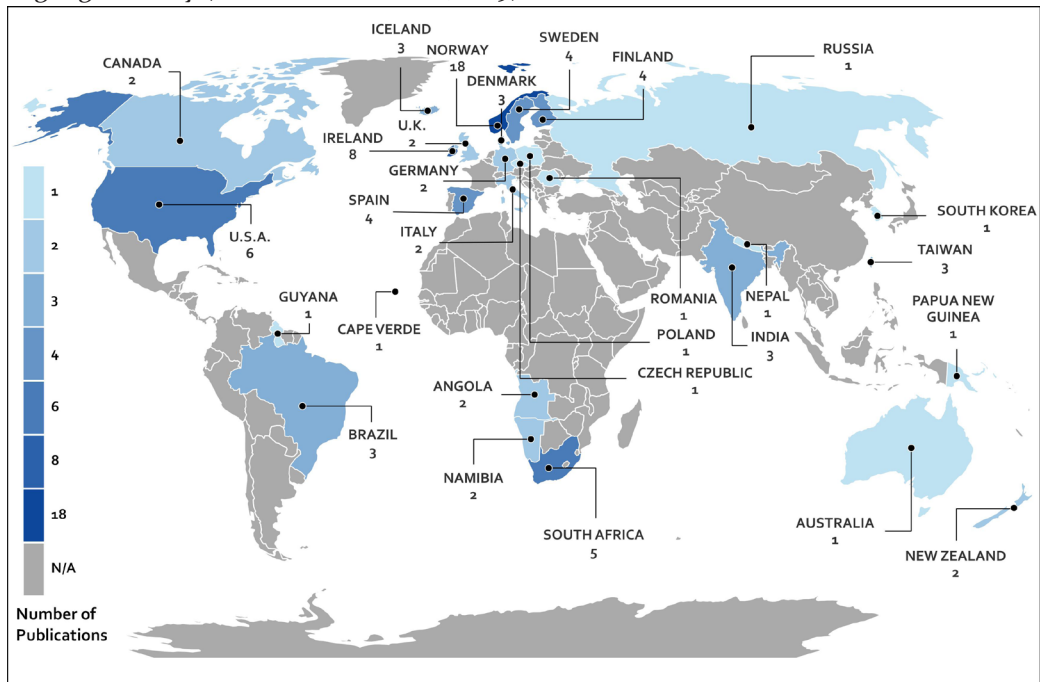 ICELAND
3
NORWAY
18
SWEDEN
4
FINLAND
4
RUSSIA
1
CANADA
2
DENMARK
3
U.K.
2
IRELAND
8
GERMANY
2
SPAIN
4
ITALY
2
U.S.A.
6
SOUTH KOREA
1
TAIWAN
3
GUYANA
1
CAPE VERDE
1
ROMANIA
1
NEPAL
1
PAPUA NEW
GUINEA
1
POLAND
1
INDIA
3
CZECH REPUBLIC
1
ANGOLA
2
BRAZIL
3
NAMIBIA
2
SOUTH AFRICA
5
AUSTRALIA
1
NEW ZEALAND
2
1
2
3
4
6
8
18
N/A
Number of
Publications